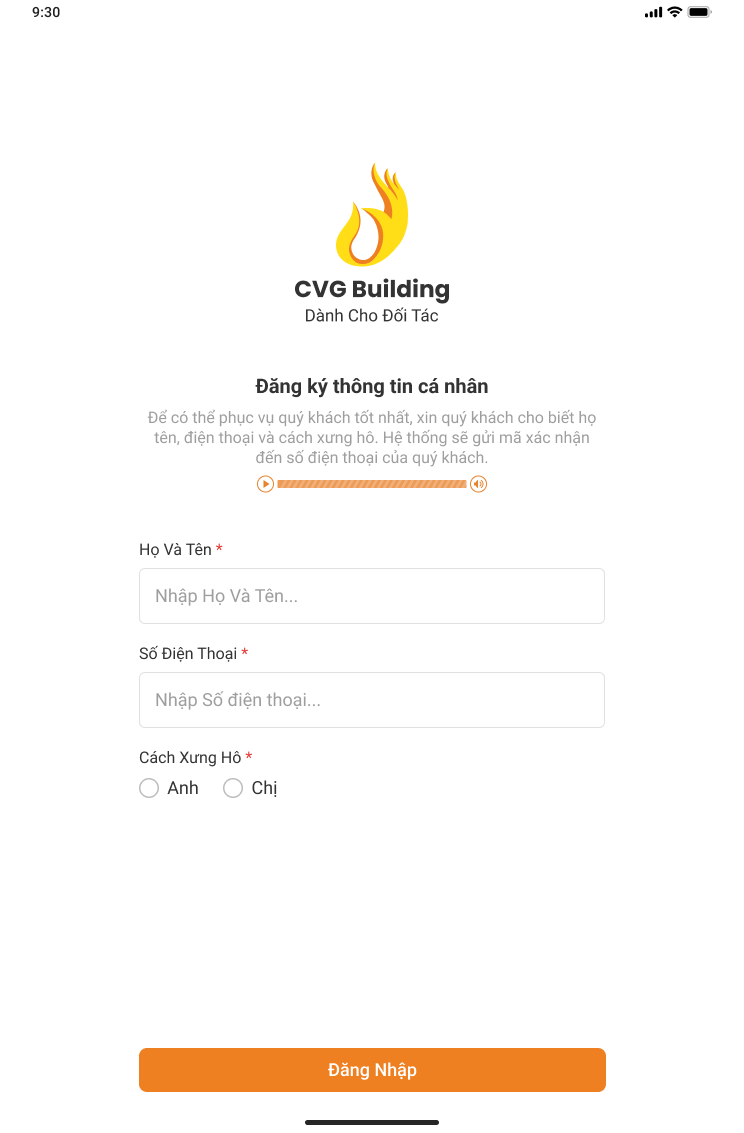 9:30
CVG Building
Dành Cho Đối Tác
Đăng ký thông tin cá nhân
Để có thể phục vụ quý khách tốt nhất, xin quý khách cho biết họ
tên, điện thoại và cách xưng hô. Hệ thống sẽ gửi mã xác nhận
đến số điện thoại của quý khách.
Họ Và Tên *
Nhập Họ Và Tên...
Số Điện Thoại *
Nhập Số điện thoại...
Cách Xưng Hô *
Anh Chị
Đăng Nhập